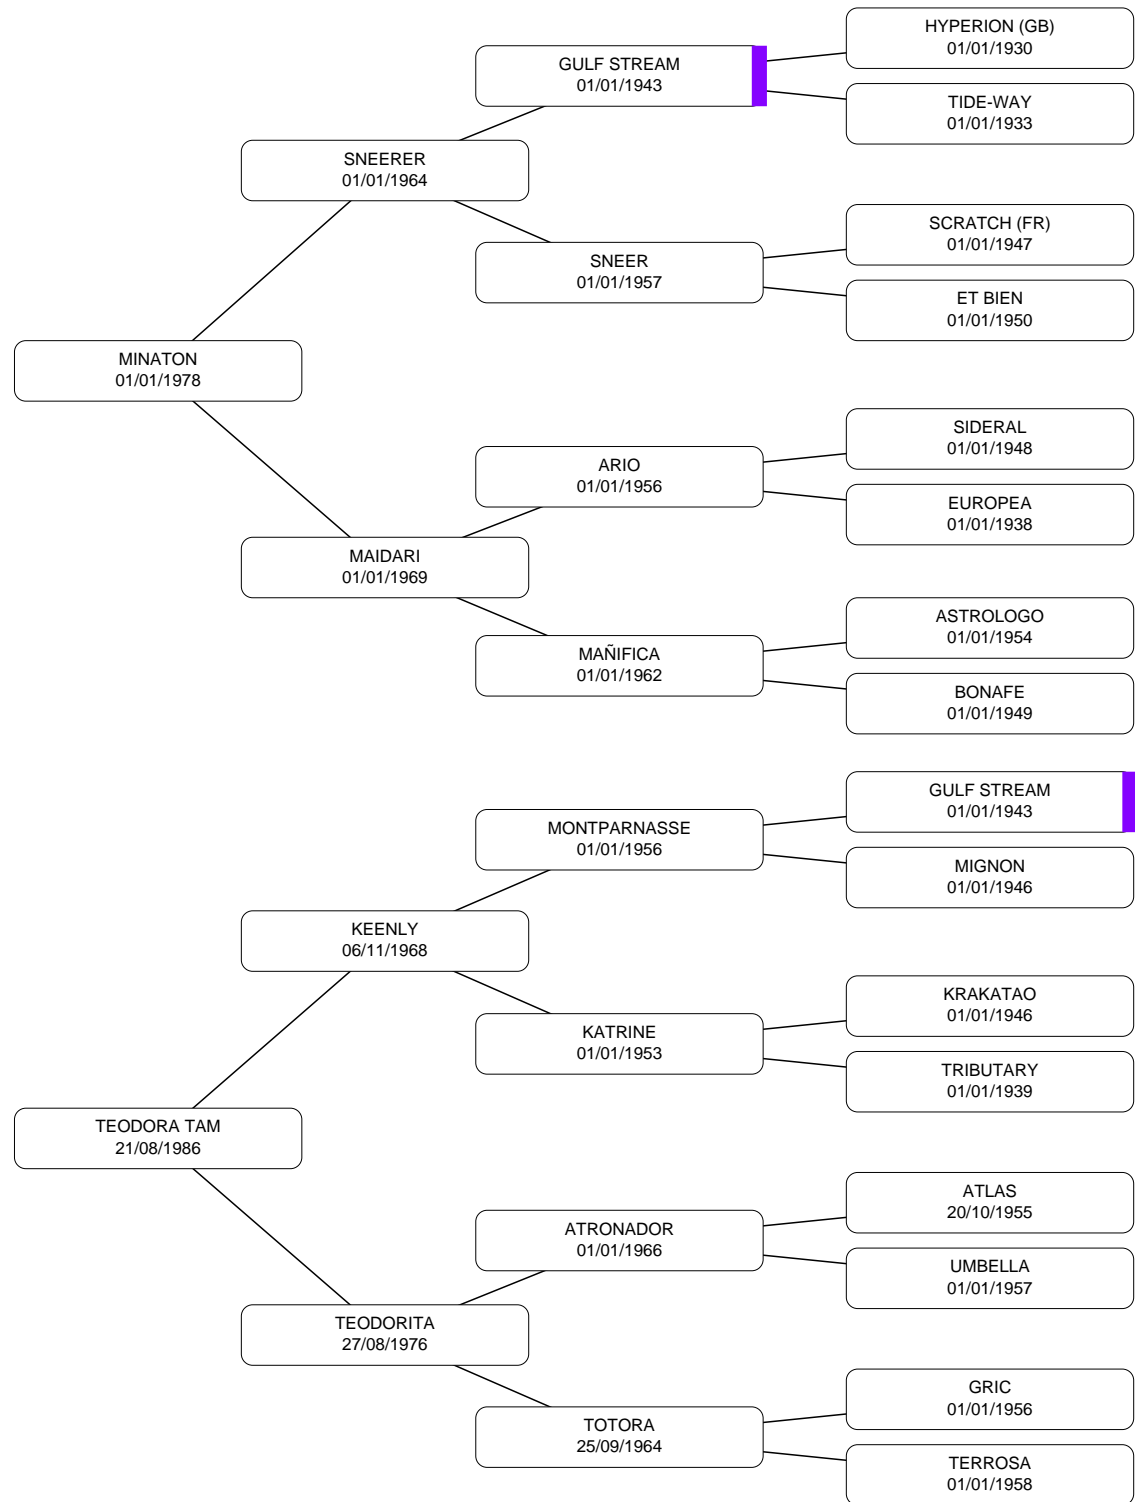 HYPERION (GB)
01/01/1930
GULF STREAM
01/01/1943
TIDE-WAY
01/01/1933
SNEERER
01/01/1964
SCRATCH (FR)
01/01/1947
SNEER
01/01/1957
ET BIEN
01/01/1950
MINATON
01/01/1978
SIDERAL
01/01/1948
ARIO
01/01/1956
EUROPEA
01/01/1938
MAIDARI
01/01/1969
ASTROLOGO
01/01/1954
MAÑIFICA
01/01/1962
BONAFE
01/01/1949
GULF STREAM
01/01/1943
MONTPARNASSE
01/01/1956
MIGNON
01/01/1946
KEENLY
06/11/1968
KRAKATAO
01/01/1946
KATRINE
01/01/1953
TRIBUTARY
01/01/1939
TEODORA TAM
21/08/1986
ATLAS
20/10/1955
ATRONADOR
01/01/1966
UMBELLA
01/01/1957
TEODORITA
27/08/1976
GRIC
01/01/1956
TOTORA
25/09/1964
TERROSA
01/01/1958